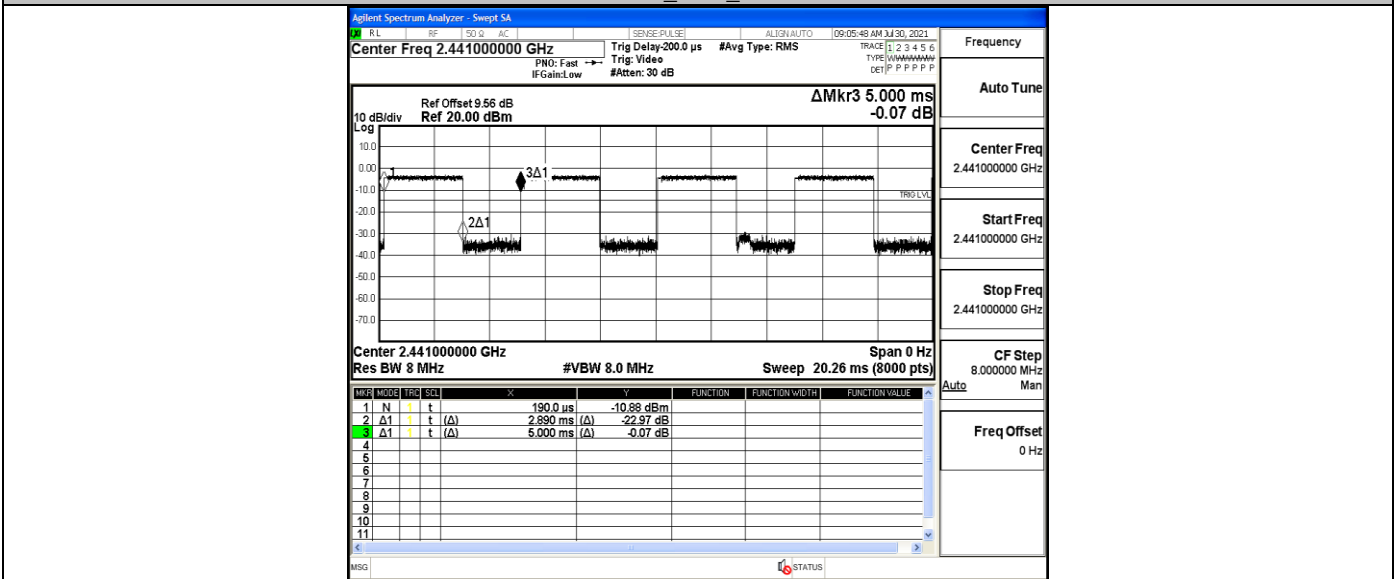 Agilent Spectrum Analyzer - Swept SA
RL RF 50 Ω AC SENSE:PULSE ALIGNAUTO 09:05:48 AM Jul 30, 2021
Center Freq 2.441000000 GHz
PNO: Fast
IFGain:Low
Trig Delay-200.0 µs
Trig: Video
#Atten: 30 dB
#Avg Type: RMS
TRACE 1 2 3 4 5 6
TYPE
DET P P P P P P
ΔMkr3 5.000 ms
-0.07 dB
Ref Offset 9.56 dB
10 dB/div Ref 20.00 dBm
Log
10.0
0.00
-10.0
-20.0
-30.0
-40.0
-50.0
-60.0
-70.0
1
2Δ1
3Δ1
TRIG LVL
Center 2.441000000 GHz Span 0 Hz
Res BW 8 MHz #VBW 8.0 MHz Sweep 20.26 ms (8000 pts)
MKR MODE TRC SCL X Y FUNCTION FUNCTION WIDTH FUNCTION VALUE
1 N 1 t 190.0 µs -10.88 dBm
2 Δ1 1 t (Δ) 2.890 ms (Δ) -22.97 dB
3 Δ1 1 t (Δ) 5.000 ms (Δ) -0.07 dB
4
5
6
7
8
9
10
11
MSG STATUS
Frequency
Auto Tune
Center Freq
2.441000000 GHz
Start Freq
2.441000000 GHz
Stop Freq
2.441000000 GHz
CF Step
8.000000 MHz
Auto Man
Freq Offset
0 Hz